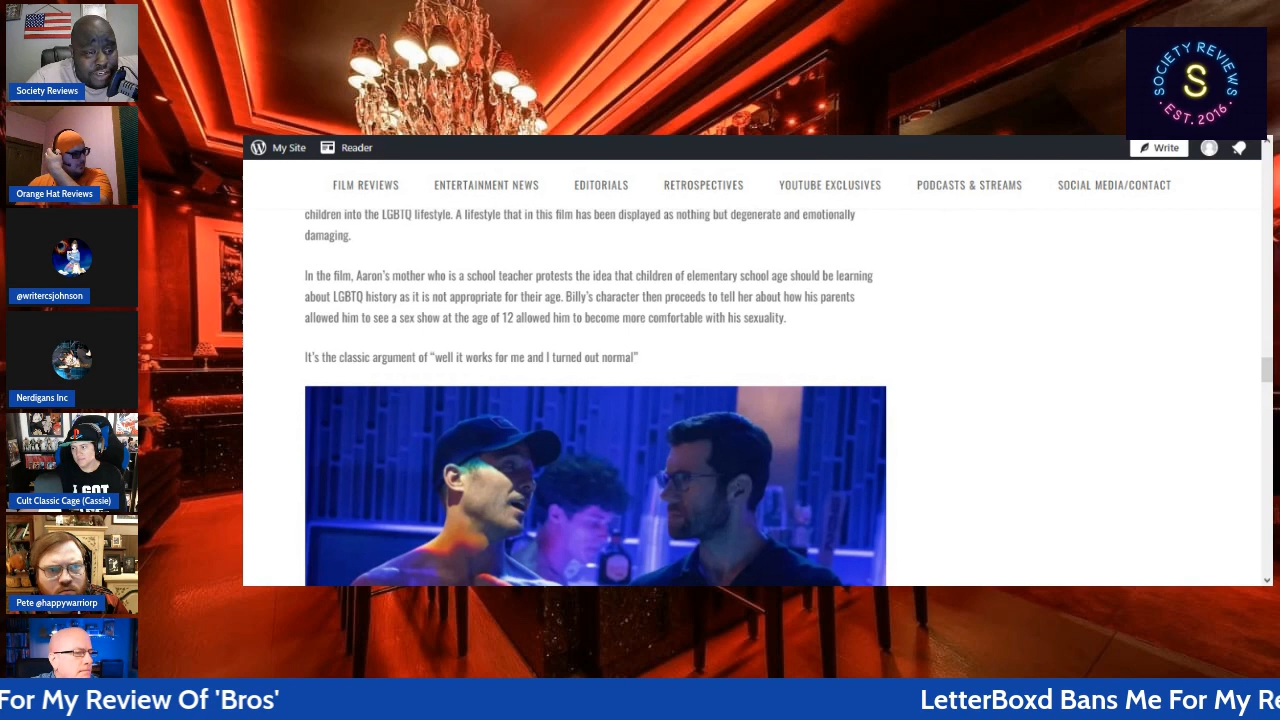 Society Reviews
Orange Hat Reviews
@writercsjohnson
Nerdigans Inc
I GOT
Cult Classic Cage (Cassie)
Pete @happywarriorp
SOCIETY REVIEWS
S
· EST. 2016 ·
My Site Reader Write
FILM REVIEWS ENTERTAINMENT NEWS EDITORIALS RETROSPECTIVES YOUTUBE EXCLUSIVES PODCASTS & STREAMS SOCIAL MEDIA/CONTACT
children into the LGBTQ lifestyle. A lifestyle that in this film has been displayed as nothing but degenerate and emotionally
damaging.
In the film, Aaron's mother who is a school teacher protests the idea that children of elementary school age should be learning
about LGBTQ history as it is not appropriate for their age. Billy's character then proceeds to tell her about how his parents
allowed him to see a sex show at the age of 12 allowed him to become more comfortable with his sexuality.
It's the classic argument of “well it works for me and I turned out normal”
For My Review Of 'Bros' LetterBoxd Bans Me For My Re